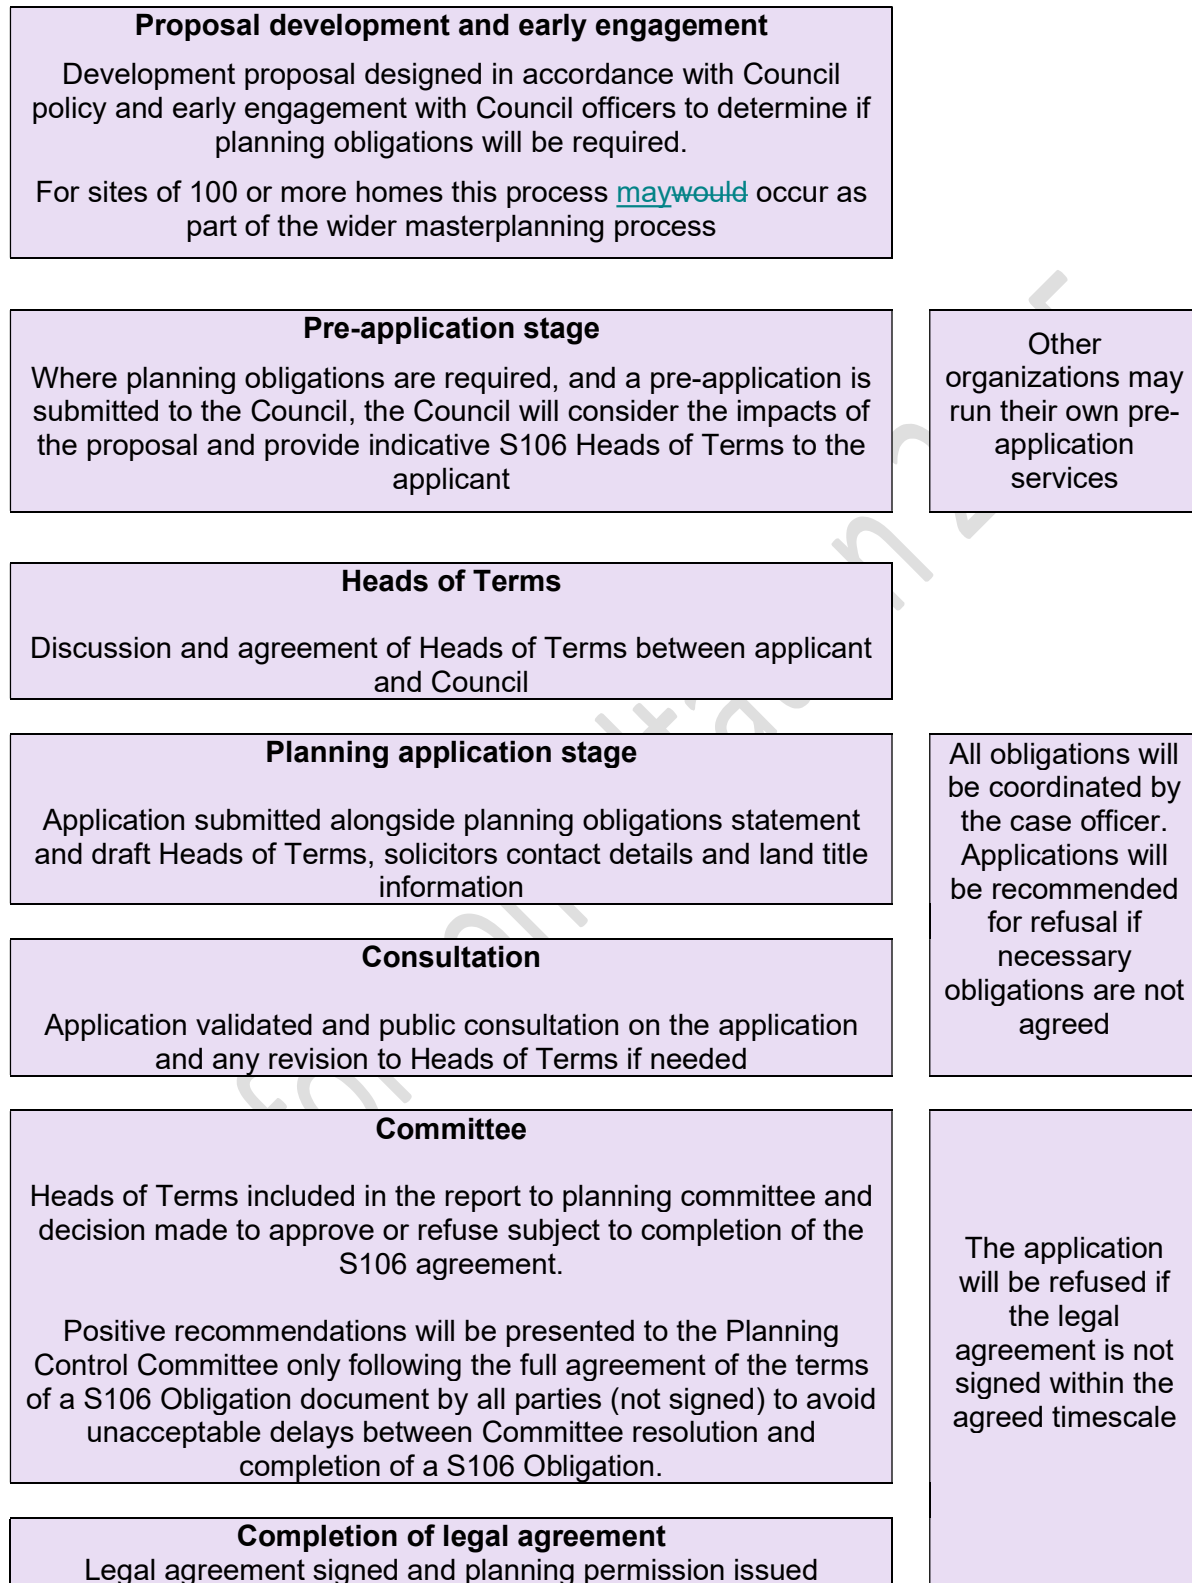 Proposal development and early engagement
Development proposal designed in accordance with Council
policy and early engagement with Council officers to determine if
planning obligations will be required.
For sites of 100 or more homes this process maywould occur as
part of the wider masterplanning process
Pre-application stage
Where planning obligations are required, and a pre-application is
submitted to the Council, the Council will consider the impacts of
the proposal and provide indicative S106 Heads of Terms to the
applicant
Other
organizations may
run their own pre-
application
services
Heads of Terms
Discussion and agreement of Heads of Terms between applicant
and Council
Planning application stage
Application submitted alongside planning obligations statement
and draft Heads of Terms, solicitors contact details and land title
information
All obligations will
be coordinated by
the case officer.
Applications will
be recommended
for refusal if
necessary
obligations are not
agreed
Consultation
Application validated and public consultation on the application
and any revision to Heads of Terms if needed
Committee
Heads of Terms included in the report to planning committee and
decision made to approve or refuse subject to completion of the
S106 agreement.
Positive recommendations will be presented to the Planning
Control Committee only following the full agreement of the terms
of a S106 Obligation document by all parties (not signed) to avoid
unacceptable delays between Committee resolution and
completion of a S106 Obligation.
The application
will be refused if
the legal
agreement is not
signed within the
agreed timescale
Completion of legal agreement
Legal agreement signed and planning permission issued